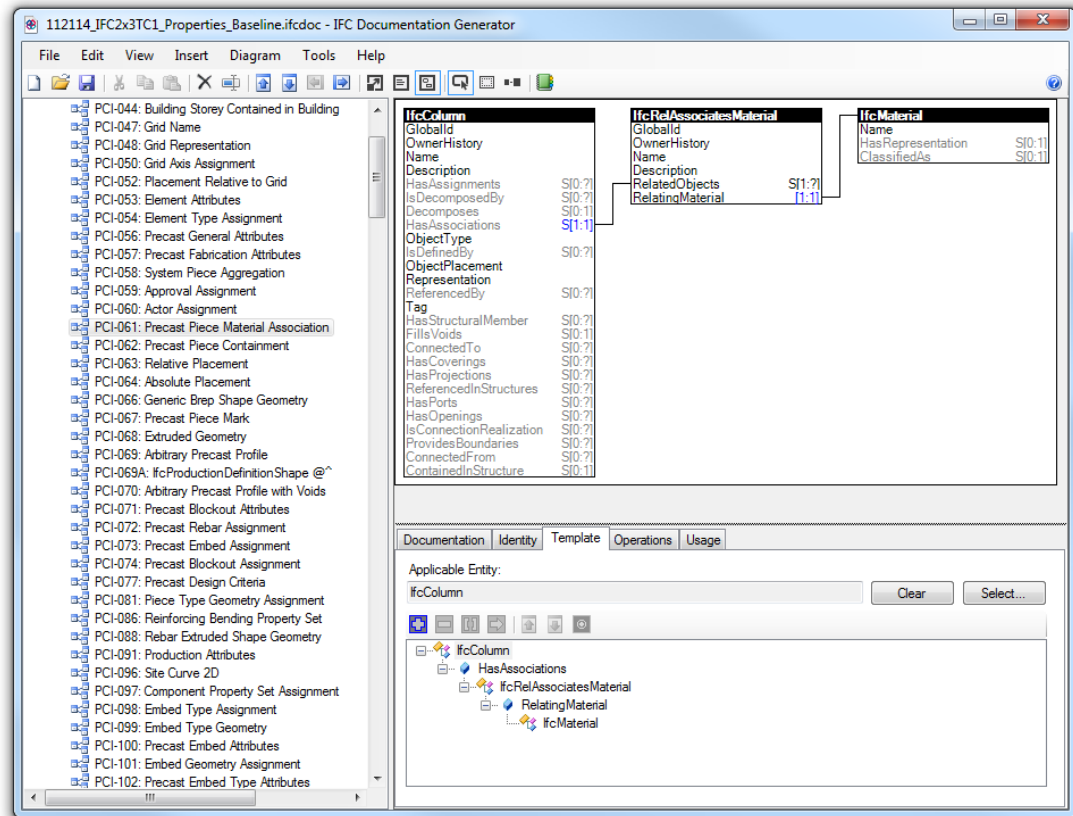 112114_IFC2x3TC1_Properties_Baseline.ifcdoc - IFC Documentation Generator
File Edit View Insert Diagram Tools Help
PCI-044: Building Storey Contained in Building
PCI-047: Grid Name
PCI-048: Grid Representation
PCI-050: Grid Axis Assignment
PCI-052: Placement Relative to Grid
PCI-053: Element Attributes
PCI-054: Element Type Assignment
PCI-056: Precast General Attributes
PCI-057: Precast Fabrication Attributes
PCI-058: System Piece Aggregation
PCI-059: Approval Assignment
PCI-060: Actor Assignment
PCI-061: Precast Piece Material Association
PCI-062: Precast Piece Containment
PCI-063: Relative Placement
PCI-064: Absolute Placement
PCI-066: Generic Brep Shape Geometry
PCI-067: Precast Piece Mark
PCI-068: Extruded Geometry
PCI-069: Arbitrary Precast Profile
PCI-069A: IfcProductionDefinitionShape @^
PCI-070: Arbitrary Precast Profile with Voids
PCI-071: Precast Blockout Attributes
PCI-072: Precast Rebar Assignment
PCI-073: Precast Embed Assignment
PCI-074: Precast Blockout Assignment
PCI-077: Precast Design Criteria
PCI-081: Piece Type Geometry Assignment
PCI-086: Reinforcing Bending Property Set
PCI-088: Rebar Extruded Shape Geometry
PCI-091: Production Attributes
PCI-096: Site Curve 2D
PCI-097: Component Property Set Assignment
PCI-098: Embed Type Assignment
PCI-099: Embed Type Geometry
PCI-100: Precast Embed Attributes
PCI-101: Embed Geometry Assignment
PCI-102: Precast Embed Type Attributes
IfcColumn
GlobalId
OwnerHistory
Name
Description
HasAssignments S[0:?]
IsDecomposedBy S[0:?]
Decomposes S[0:1]
HasAssociations S[1:1]
ObjectType
IsDefinedBy S[0:?]
ObjectPlacement
Representation
ReferencedBy S[0:?]
Tag
HasStructuralMember S[0:?]
FillsVoids S[0:1]
ConnectedTo S[0:?]
HasCoverings S[0:?]
HasProjections S[0:?]
ReferencedInStructures S[0:?]
HasPorts S[0:?]
HasOpenings S[0:?]
IsConnectionRealization S[0:?]
ProvidesBoundaries S[0:?]
ConnectedFrom S[0:?]
ContainedInStructure S[0:1]
IfcRelAssociatesMaterial
GlobalId
OwnerHistory
Name
Description
RelatedObjects S[1:?]
RelatingMaterial [1:1]
IfcMaterial
Name
HasRepresentation S[0:1]
ClassifiedAs S[0:1]
Documentation Identity Template Operations Usage
Applicable Entity:
IfcColumn Clear Select...
IfcColumn
HasAssociations
IfcRelAssociatesMaterial
RelatingMaterial
IfcMaterial